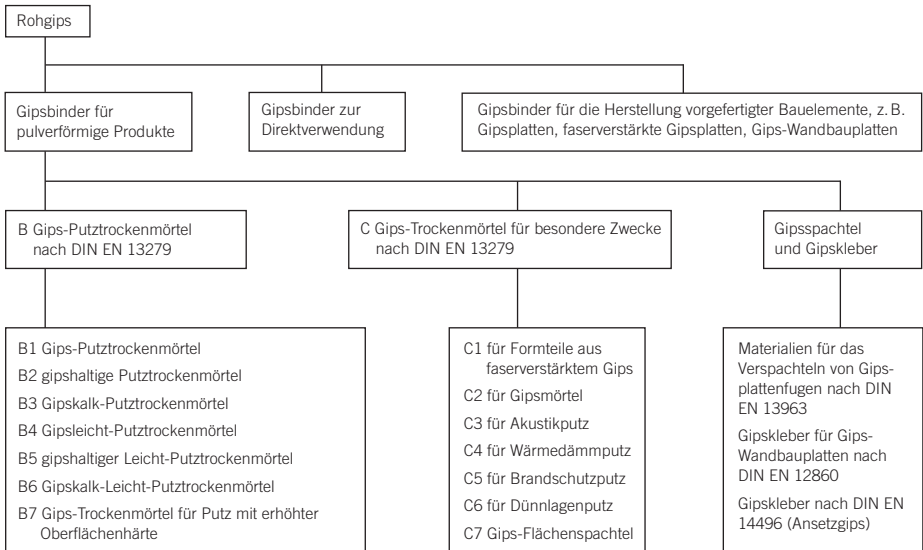 Rohgips
Gipsbinder für
pulverförmige Produkte
Gipsbinder zur
Direktverwendung
Gipsbinder für die Herstellung vorgefertigter Bauelemente, z. B.
Gipsplatten, faserverstärkte Gipsplatten, Gips-Wandbauplatten
B Gips-Putztrockenmörtel
nach DIN EN 13279
C Gips-Trockenmörtel für besondere Zwecke
nach DIN EN 13279
Gipsspachtel
und Gipskleber
B1 Gips-Putztrockenmörtel
B2 gipshaltige Putztrockenmörtel
B3 Gipskalk-Putztrockenmörtel
B4 Gipsleicht-Putztrockenmörtel
B5 gipshaltiger Leicht-Putztrockenmörtel
B6 Gipskalk-Leicht-Putztrockenmörtel
B7 Gips-Trockenmörtel für Putz mit erhöhter
Oberflächenhärte
C1 für Formteile aus
faserverstärktem Gips
C2 für Gipsmörtel
C3 für Akustikputz
C4 für Wärmedämmputz
C5 für Brandschutzputz
C6 für Dünnlagenputz
C7 Gips-Flächenspachtel
Materialien für das
Verspachteln von Gips-
plattenfugen nach DIN
EN 13963
Gipskleber für Gips-
Wandbauplatten nach
DIN EN 12860
Gipskleber nach DIN EN
14496 (Ansetzgips)